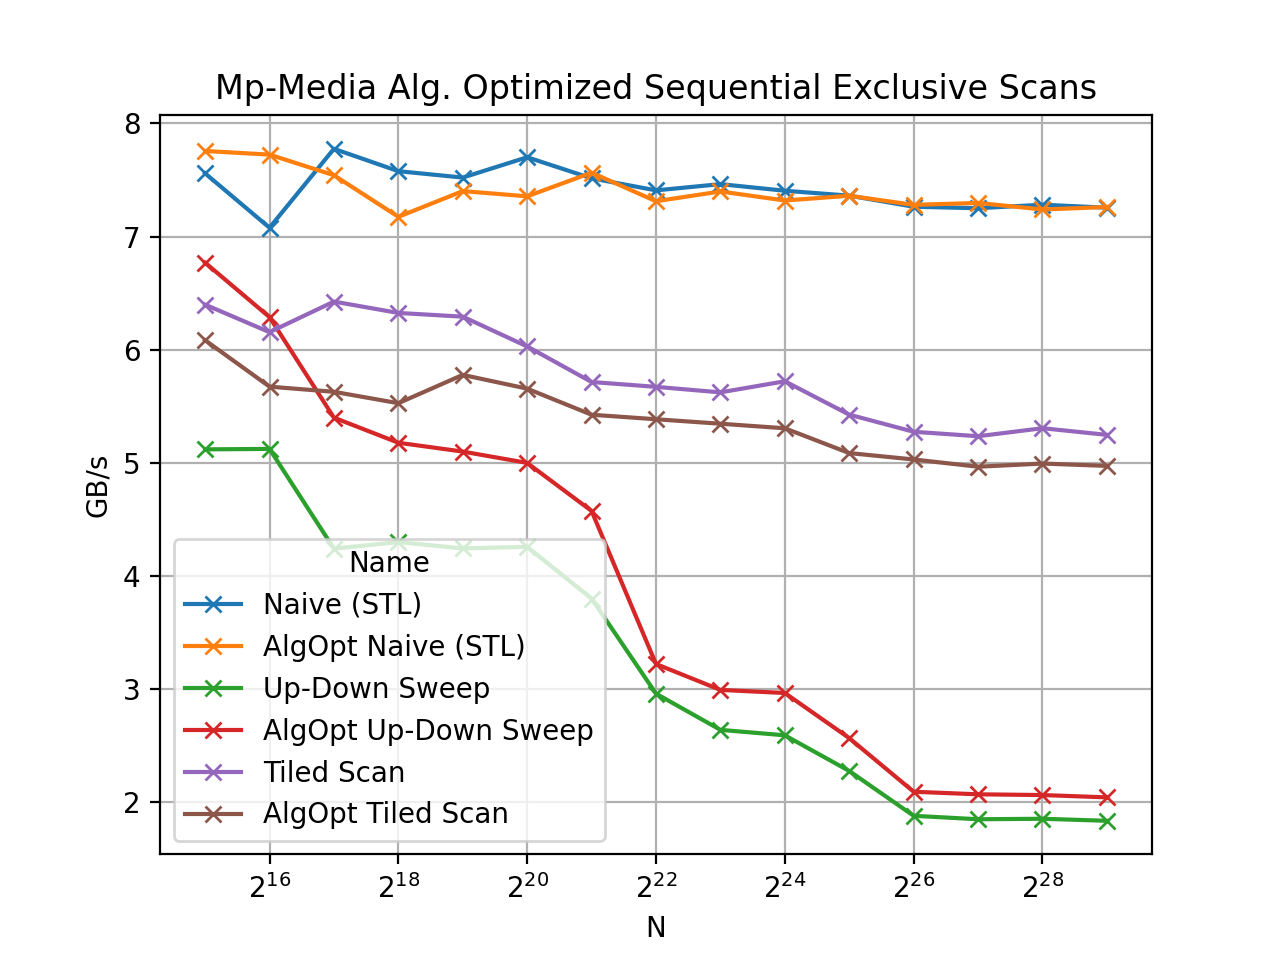 Mp-Media Alg. Optimized Sequential Exclusive Scans
8
7
6
5
4
3
2
GB/s
Name
Naive (STL)
AlgOpt Naive (STL)
Up-Down Sweep
AlgOpt Up-Down Sweep
Tiled Scan
AlgOpt Tiled Scan
2^16 2^18 2^20 2^22 2^24 2^26 2^28
N